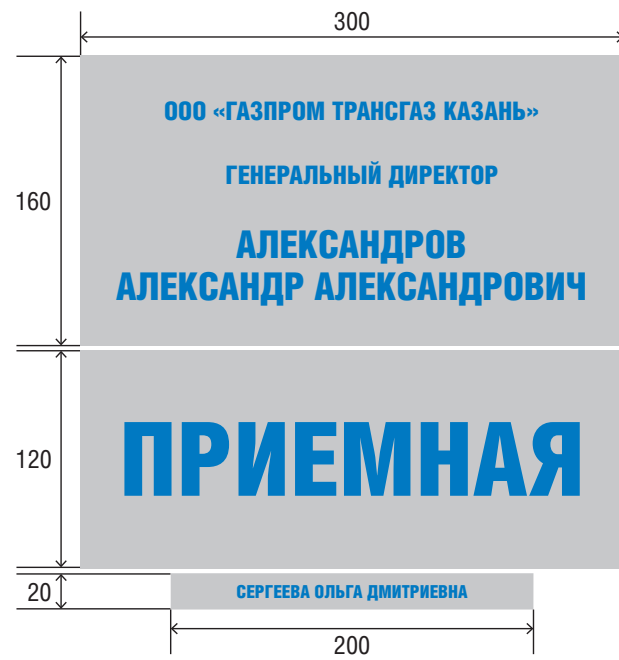 300
160
ООО «ГАЗПРОМ ТРАНСГАЗ КАЗАНЬ»
ГЕНЕРАЛЬНЫЙ ДИРЕКТОР
АЛЕКСАНДРОВ
АЛЕКСАНДР АЛЕКСАНДРОВИЧ
120
ПРИЕМНАЯ
20
СЕРГЕЕВА ОЛЬГА ДМИТРИЕВНА
200